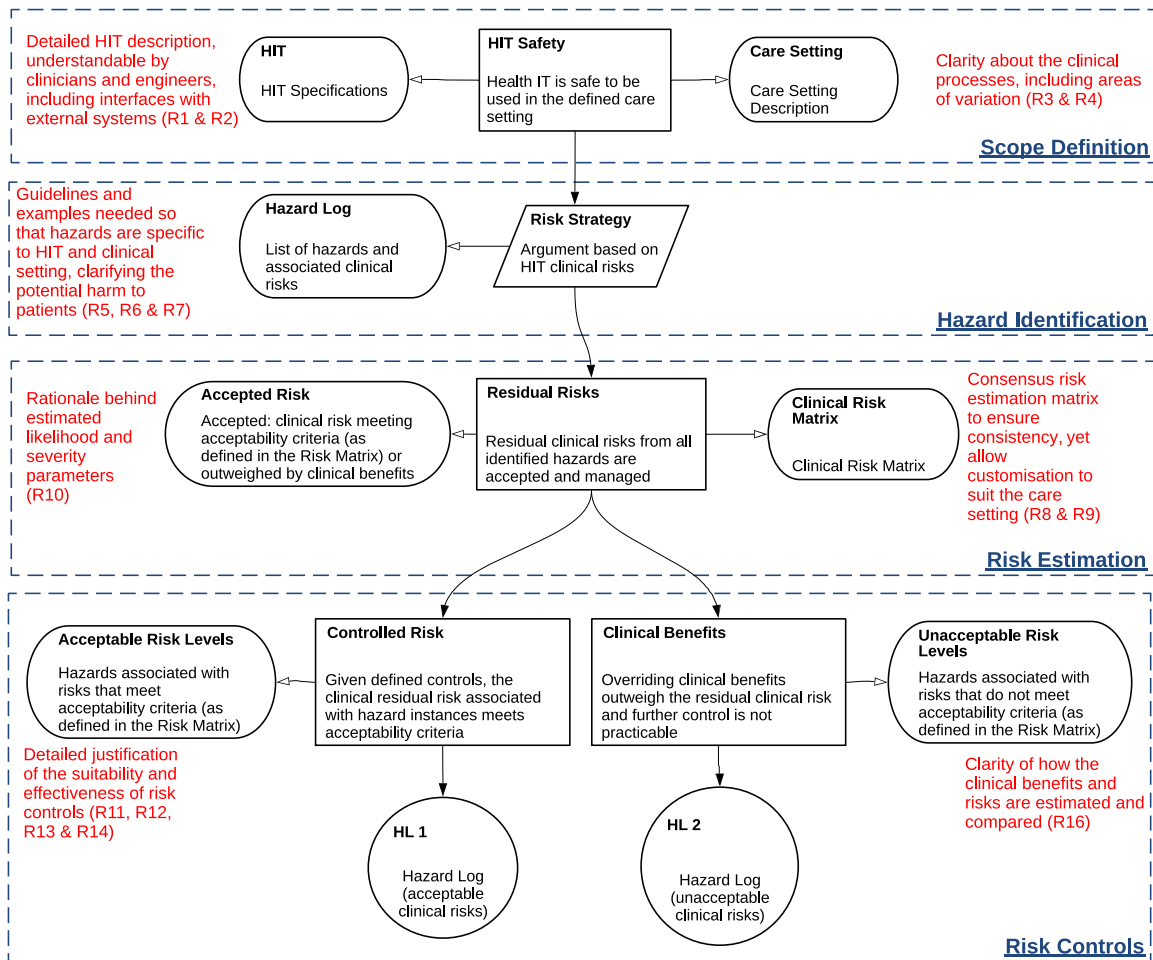 Detailed HIT description,
understandable by
clinicians and engineers,
including interfaces with
external systems (R1 & R2)
HIT
HIT Specifications
HIT Safety
Health IT is safe to be
used in the defined care
setting
Care Setting
Care Setting
Description
Clarity about the clinical
processes, including areas
of variation (R3 & R4)
Scope Definition
Guidelines and
examples needed so
that hazards are specific
to HIT and clinical
setting, clarifying the
potential harm to
patients (R5, R6 & R7)
Hazard Log
List of hazards and
associated clinical
risks
Risk Strategy
Argument based on
HIT clinical risks
Hazard Identification
Rationale behind
estimated
likelihood and
severity
parameters
(R10)
Accepted Risk
Accepted: clinical risk meeting
acceptability criteria (as
defined in the Risk Matrix) or
outweighed by clinical benefits
Residual Risks
Residual clinical risks from all
identified hazards are
accepted and managed
Clinical Risk
Matrix
Clinical Risk Matrix
Consensus risk
estimation matrix
to ensure
consistency, yet
allow
customisation to
suit the care
setting (R8 & R9)
Risk Estimation
Acceptable Risk Levels
Hazards associated with
risks that meet
acceptability criteria (as
defined in the Risk Matrix)
Controlled Risk
Given defined controls, the
clinical residual risk associated
with hazard instances meets
acceptability criteria
Clinical Benefits
Overriding clinical benefits
outweigh the residual clinical risk
and further control is not
practicable
Unacceptable Risk
Levels
Hazards associated with
risks that do not meet
acceptability criteria (as
defined in the Risk Matrix)
Detailed justification
of the suitability and
effectiveness of risk
controls (R11, R12,
R13 & R14)
HL 1
Hazard Log
(acceptable
clinical risks)
HL 2
Hazard Log
(unacceptable
clinical risks)
Clarity of how the
clinical benefits and
risks are estimated and
compared (R16)
Risk Controls